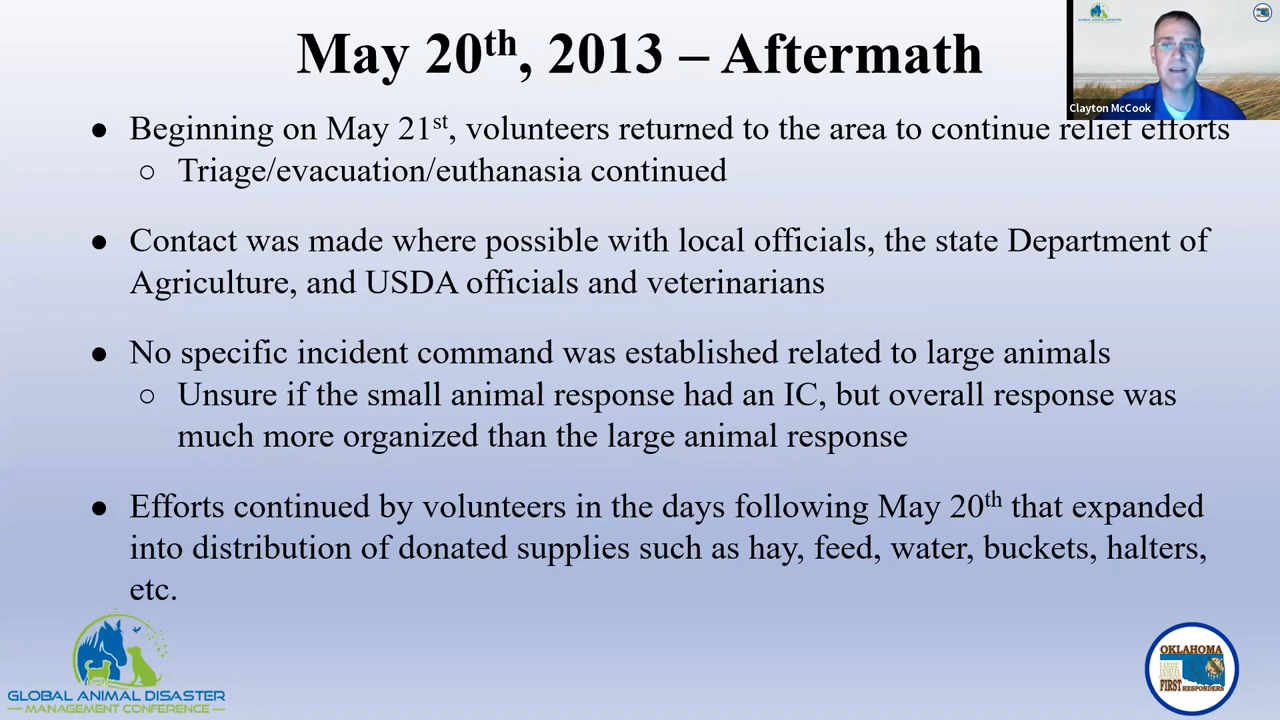 May 20th, 2013 – Aftermath
GLOBAL ANIMAL DISASTER
Clayton McCook
● Beginning on May 21st, volunteers returned to the area to continue relief efforts
○ Triage/evacuation/euthanasia continued
● Contact was made where possible with local officials, the state Department of
Agriculture, and USDA officials and veterinarians
● No specific incident command was established related to large animals
○ Unsure if the small animal response had an IC, but overall response was
much more organized than the large animal response
● Efforts continued by volunteers in the days following May 20th that expanded
into distribution of donated supplies such as hay, feed, water, buckets, halters,
etc.
GLOBAL ANIMAL DISASTER
MANAGEMENT CONFERENCE
OKLAHOMA
FIRST RESPONDERS